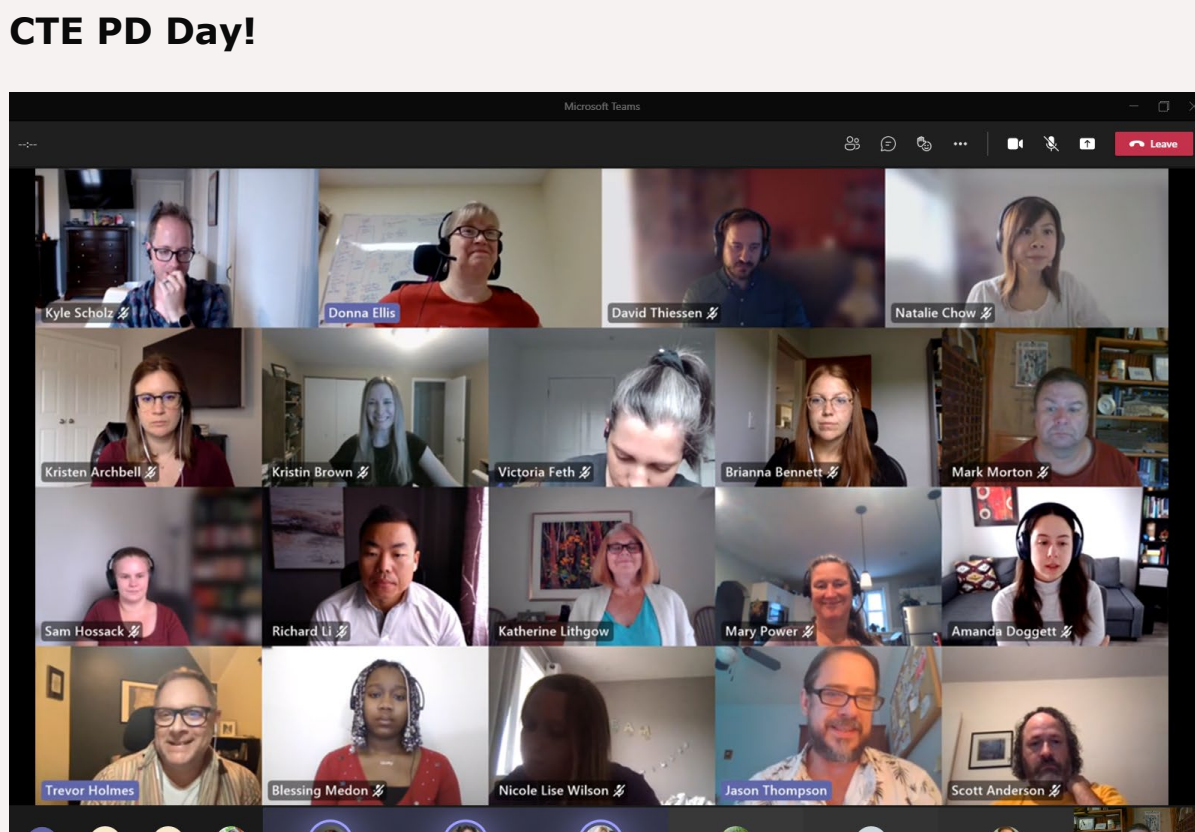 CTE PD Day!
Microsoft Teams
--:--
Leave
Kyle Scholz
Donna Ellis
David Thiessen
Natalie Chow
Kristen Archbell
Kristin Brown
Victoria Feth
Brianna Bennett
Mark Morton
Sam Hossack
Richard Li
Katherine Lithgow
Mary Power
Amanda Doggett
Trevor Holmes
Blessing Medon
Nicole Lise Wilson
Jason Thompson
Scott Anderson